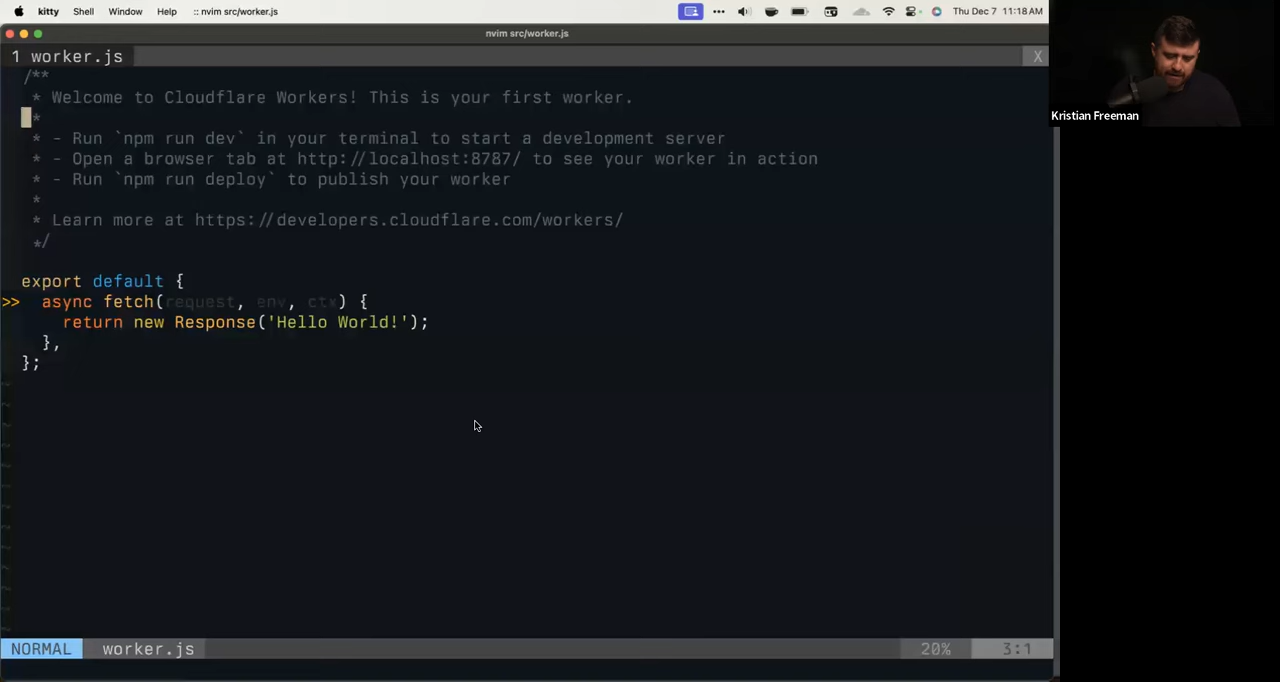 kitty Shell Window Help :: nvim src/worker.js Thu Dec 7 11:18 AM
nvim src/worker.js
1 worker.js X
/**
* Welcome to Cloudflare Workers! This is your first worker.
*
* - Run `npm run dev` in your terminal to start a development server
* - Open a browser tab at http://localhost:8787/ to see your worker in action
* - Run `npm run deploy` to publish your worker
*
* Learn more at https://developers.cloudflare.com/workers/
*/
export default {
>> async fetch(request, env, ctx) {
return new Response('Hello World!');
},
};
NORMAL worker.js 20% 3:1
Kristian Freeman